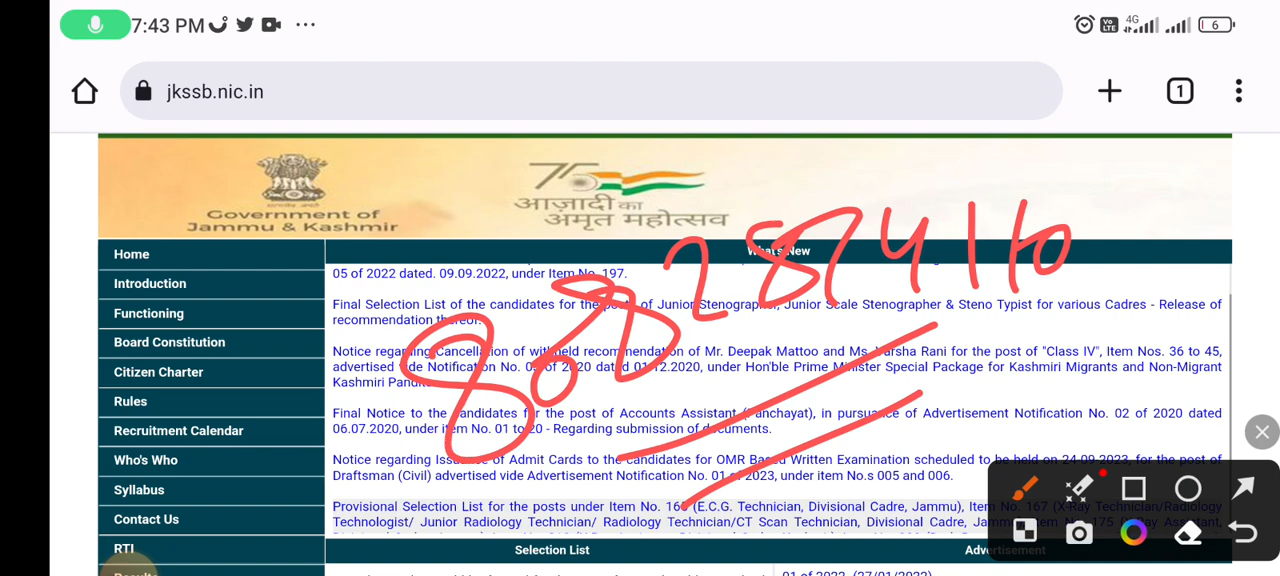 7:43 PM
4G
Vo LTE
6
jkssb.nic.in
1
Government of
Jammu & Kashmir
75
आज़ादी का
अमृत महोत्सव
Home
Introduction
Functioning
Board Constitution
Citizen Charter
Rules
Recruitment Calendar
Who's Who
Syllabus
Contact Us
RTI
Results
What's New
05 of 2022 dated. 09.09.2022, under Item No. 197.
Final Selection List of the candidates for the posts of Junior Stenographer, Junior Scale Stenographer & Steno Typist for various Cadres - Release of
recommendation thereof.
Notice regarding Cancellation of withheld recommendation of Mr. Deepak Mattoo and Ms. Varsha Rani for the post of "Class IV", Item Nos. 36 to 45,
advertised vide Notification No. 05 of 2020 dated 01.12.2020, under Hon'ble Prime Minister Special Package for Kashmiri Migrants and Non-Migrant
Kashmiri Pandits.
Final Notice to the candidates for the post of Accounts Assistant (Panchayat), in pursuance of Advertisement Notification No. 02 of 2020 dated
06.07.2020, under item No. 01 to 20 - Regarding submission of documents.
Notice regarding Issuance of Admit Cards to the candidates for OMR Based Written Examination scheduled to be held on 24.09.2023, for the post of
Draftsman (Civil) advertised vide Advertisement Notification No. 01 of 2023, under item No.s 005 and 006.
Provisional Selection List for the posts under Item No. (E.C.G. Technician, Divisional Cadre, Jammu), Item No. 167 (X-Ray Technician/Radiology
Technologist/ Junior Radiology Technician/ Radiology Technician/CT Scan Technician, Divisional Cadre, 175
8082874110
Selection List
Advertisement
01 of 2022 (27/01/2022)